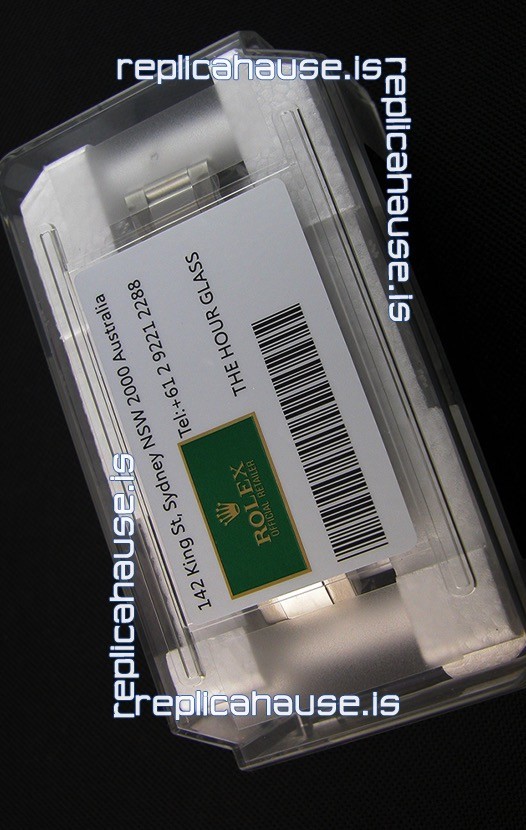 replicahause.is
replicahause.is
142 King St, Sydney NSW 2000 Australia
Tel:+61 2 9221 2288
THE HOUR GLASS
ROLEX
OFFICIAL RETAILER
replicahause.is
replicahause.is